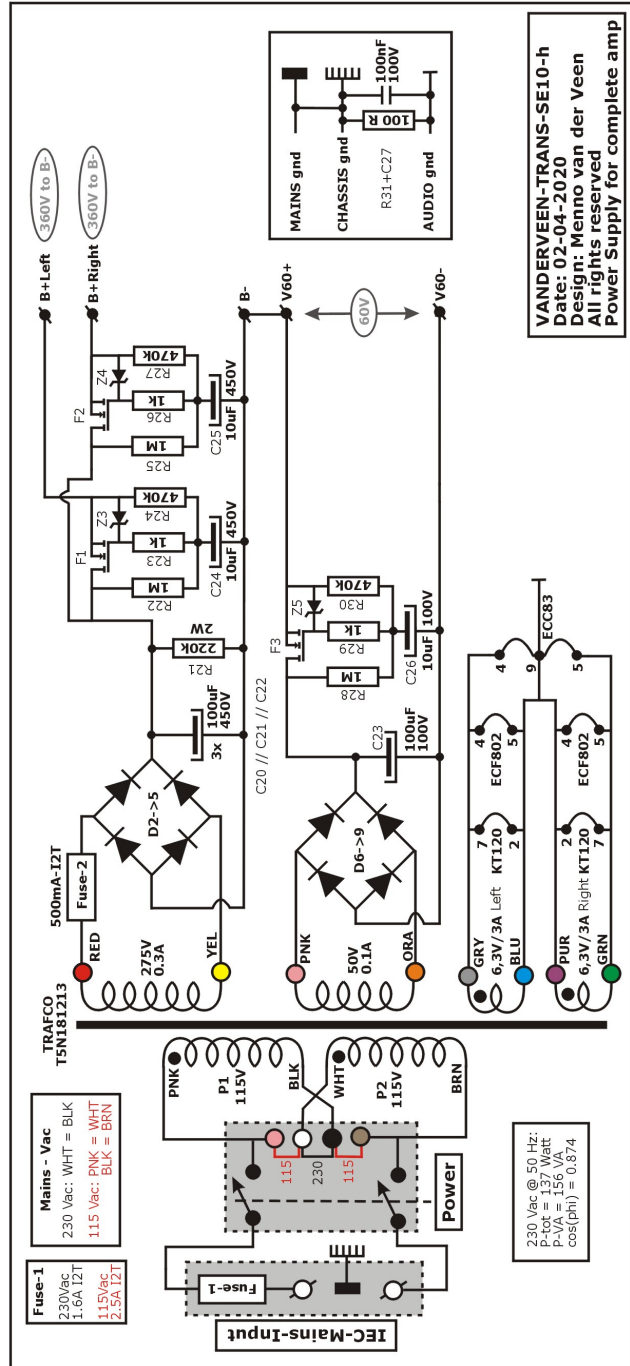 VANDERVEEN-TRANS-SE10-h
Date: 02-04-2020
Design: Menno van der Veen
All rights reserved
Power Supply for complete amp
MAINS gnd
CHASSIS gnd
AUDIO gnd
R31+C27
100R
100nF
100V
B+Left
360V to B-
B+Right
360V to B-
B-
V60+
60V
V60-
F1
Z3
1M
R22
1k
R23
470k
R24
C24
10uF 450V
F2
Z4
1M
R25
1k
R26
470k
R27
C25
10uF 450V
2W
220k
R21
100uF
450V
3x
C20 // C21 // C22
D2->5
500mA-I2T
Fuse-2
RED
275V
0.3A
YEL
TRAFCO
T5N181213
PNK
50V
0.1A
ORA
D6->9
C23
100uF
100V
F3
Z5
1M
R28
1k
R29
470k
R30
C26
10uF 100V
GRY
6,3V/3A Left KT120
BLU
7
2
4
ECF802
5
PUR
6,3V/3A Right KT120
GRN
2
7
4
ECF802
5
4
9
5
ECC83
PNK
P1
115V
BLK
WHT
P2
115V
BRN
115
230
115
Power
Fuse-1
IEC-Mains-Input
Mains - Vac
230 Vac: WHT = BLK
115 Vac: PNK = WHT
BLK = BRN
Fuse-1
230Vac
1.6A I2T
115Vac
2.5A I2T
230 Vac @ 50 Hz:
P-tot = 137 Watt
P-VA = 156 VA
cos(phi) = 0.874